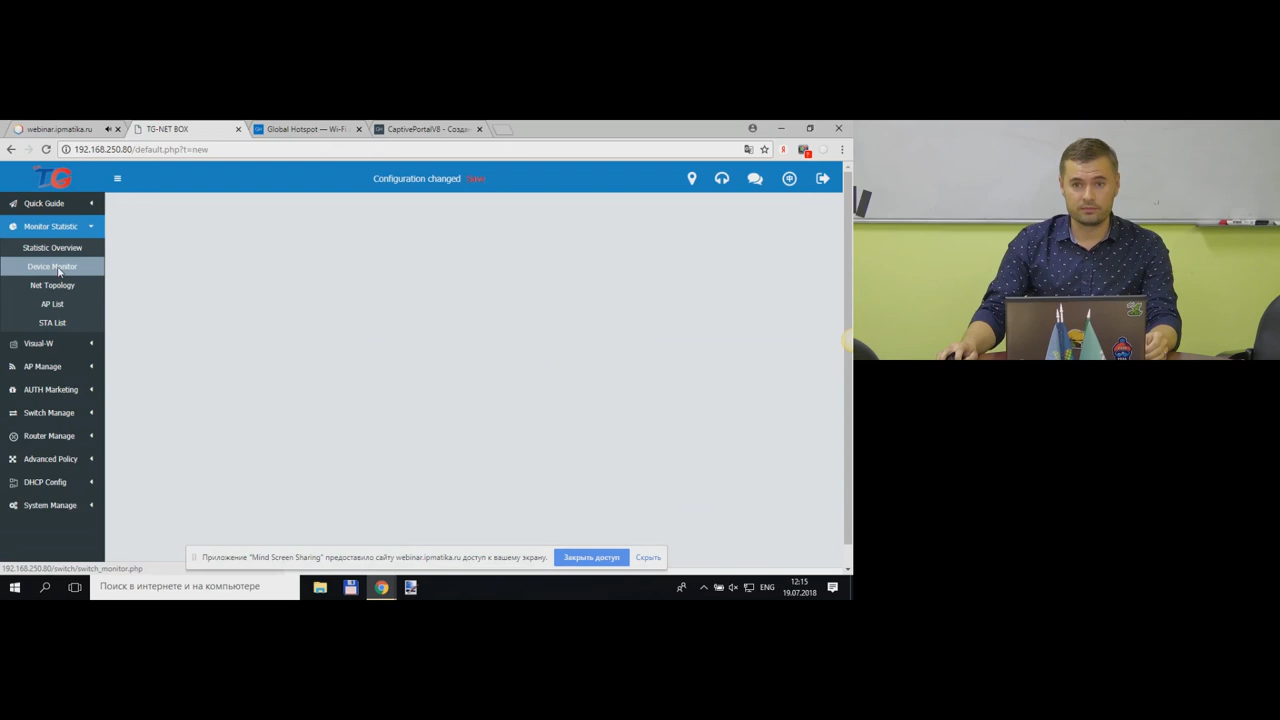 webinar.ipmatika.ru
TG-NET BOX
Global Hotspot — Wi-Fi
CaptivePortalV8 - Созда
192.168.250.80/default.php?t=new
TG
Configuration changed
Quick Guide
Monitor Statistic
Statistic Overview
Device Monitor
Net Topology
AP List
STA List
Visual-W
AP Manage
AUTH Marketing
Switch Manage
Router Manage
Advanced Policy
DHCP Config
System Manage
Приложение "Mind Screen Sharing" предоставило сайту webinar.ipmatika.ru доступ к вашему экрану.
Закрыть доступ
Скрыть
192.168.250.80/switch/switch_monitor.php
Поиск в интернете и на компьютере
ENG
12:15
19.07.2018